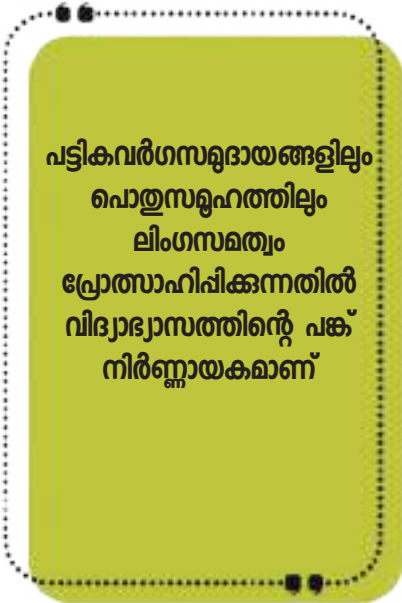 പട്ടികവർഗസമുദായങ്ങളിലും
പൊതുസമൂഹത്തിലും
ലിംഗസമത്വം
പ്രോത്സാഹിപ്പിക്കുന്നതിൽ
വിദ്യാഭ്യാസത്തിന്റെ പങ്ക്
നിർണ്ണായകമാണ്